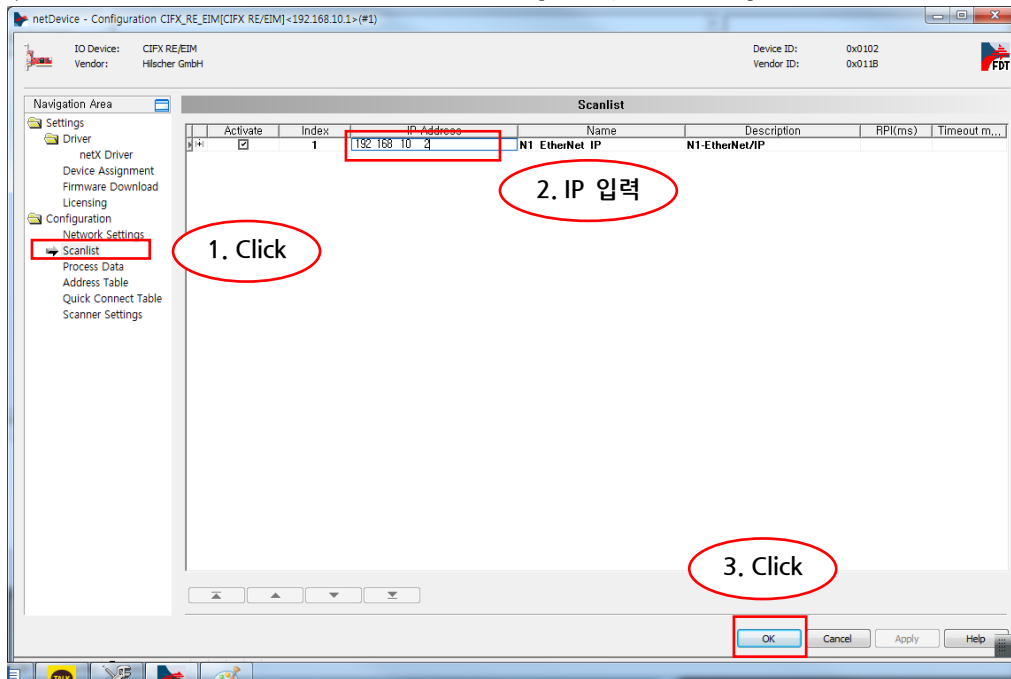 netDevice - Configuration CIFX_RE_EIM[CIFX RE/EIM]<192.168.10.1>(#1)
IO Device: CIFX RE/EIM Device ID: 0x0102
Vendor: Hilscher GmbH Vendor ID: 0x011B
FDT
Navigation Area Scanlist
Settings
Driver
netX Driver
Device Assignment
Firmware Download
Licensing
Configuration
Network Settings
Scanlist
Process Data
Address Table
Quick Connect Table
Scanner Settings
Activate Index IP Address Name Description RPI(ms) Timeout m...
1 192 168 10 2 N1 EtherNet IP N1-EtherNet/IP
2. IP 입력
1. Click
3. Click
OK Cancel Apply Help
TALK